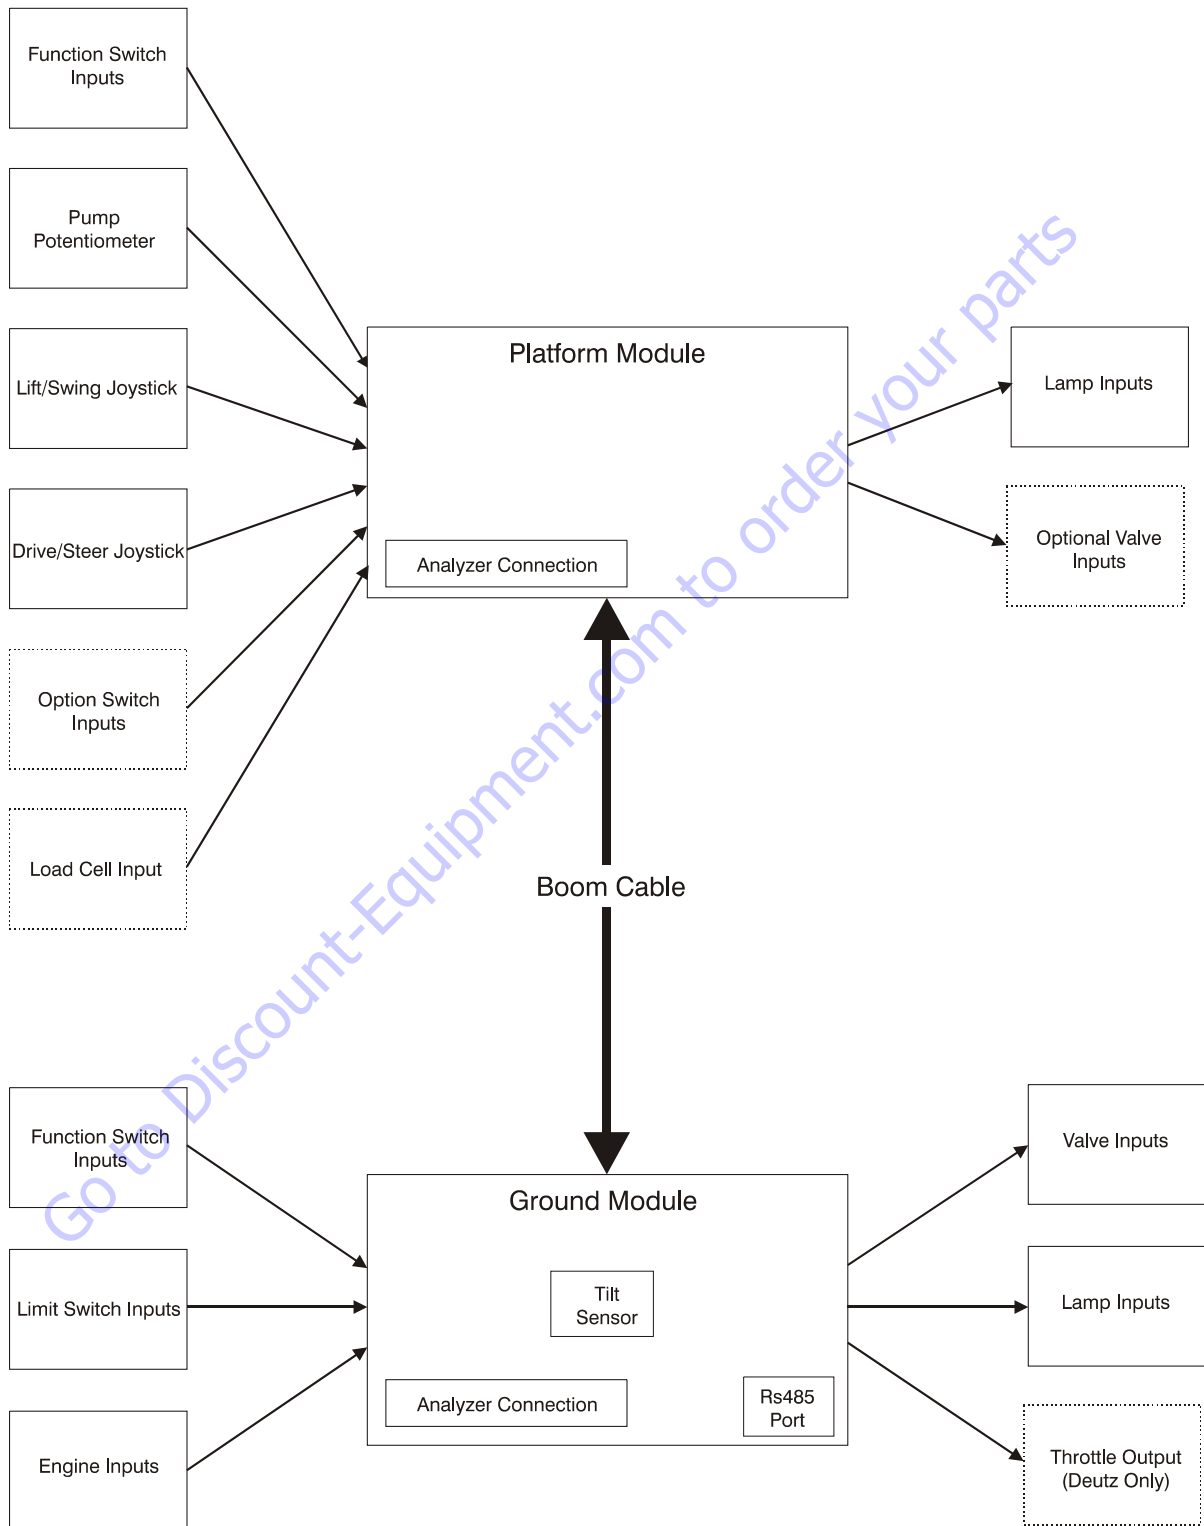 Function Switch
Inputs
Pump
Potentiometer
Lift/Swing Joystick
Drive/Steer Joystick
Option Switch
Inputs
Load Cell Input
Platform Module
Analyzer Connection
Lamp Inputs
Optional Valve
Inputs
Boom Cable
Go to Discount-Equipment.com to order your parts
Function Switch
Inputs
Limit Switch Inputs
Engine Inputs
Ground Module
Tilt
Sensor
Analyzer Connection
Rs485
Port
Valve Inputs
Lamp Inputs
Throttle Output
(Deutz Only)